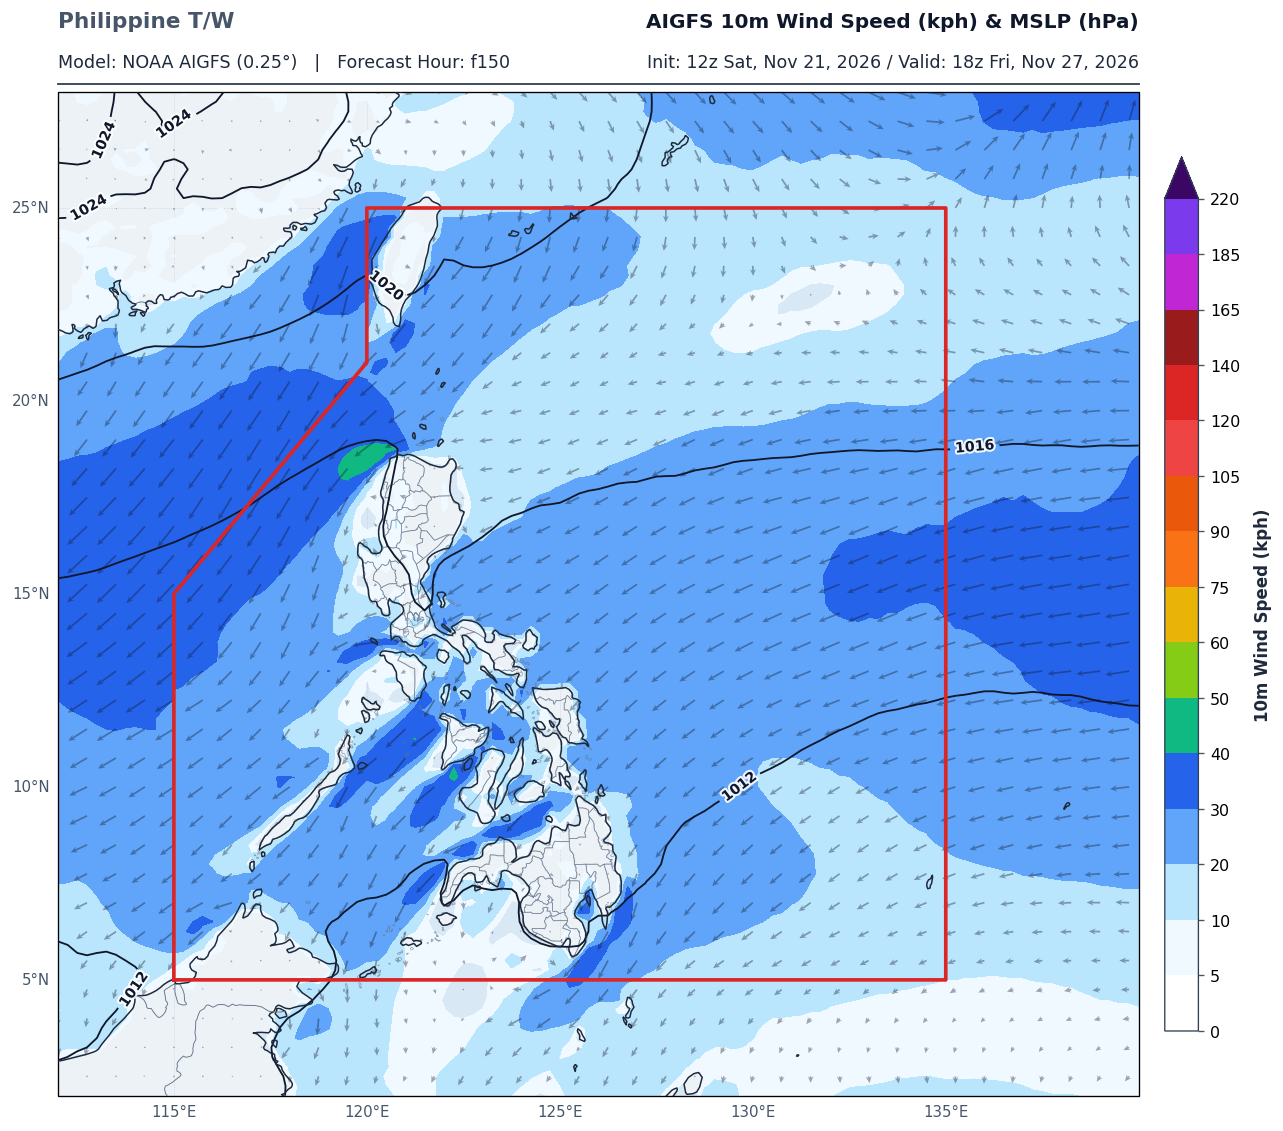 Philippine T/W
AIGFS 10m Wind Speed (kph) & MSLP (hPa)
Model: NOAA AIGFS (0.25°)   |   Forecast Hour: f150
Init: 12z Sat, Nov 21, 2026 / Valid: 18z Fri, Nov 27, 2026
1024
1024
1024
1020
1016
1012
1012
25°N
20°N
15°N
10°N
5°N
115°E
120°E
125°E
130°E
135°E
220
185
165
140
120
105
90
75
60
50
40
30
20
10
5
0
10m Wind Speed (kph)